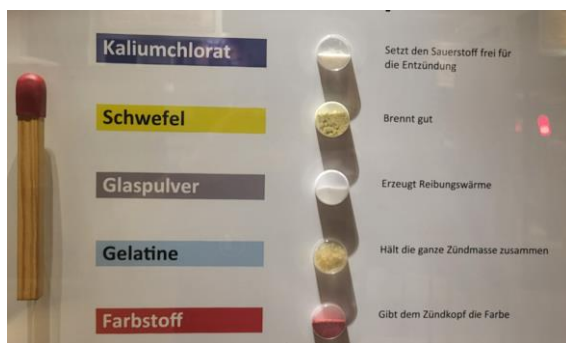 Kaliumchlorat
Setzt den Sauerstoff frei für
die Entzündung
Schwefel
Brennt gut
Glaspulver
Erzeugt Reibungswärme
Gelatine
Hält die ganze Zündmasse zusammen
Farbstoff
Gibt dem Zündkopf die Farbe